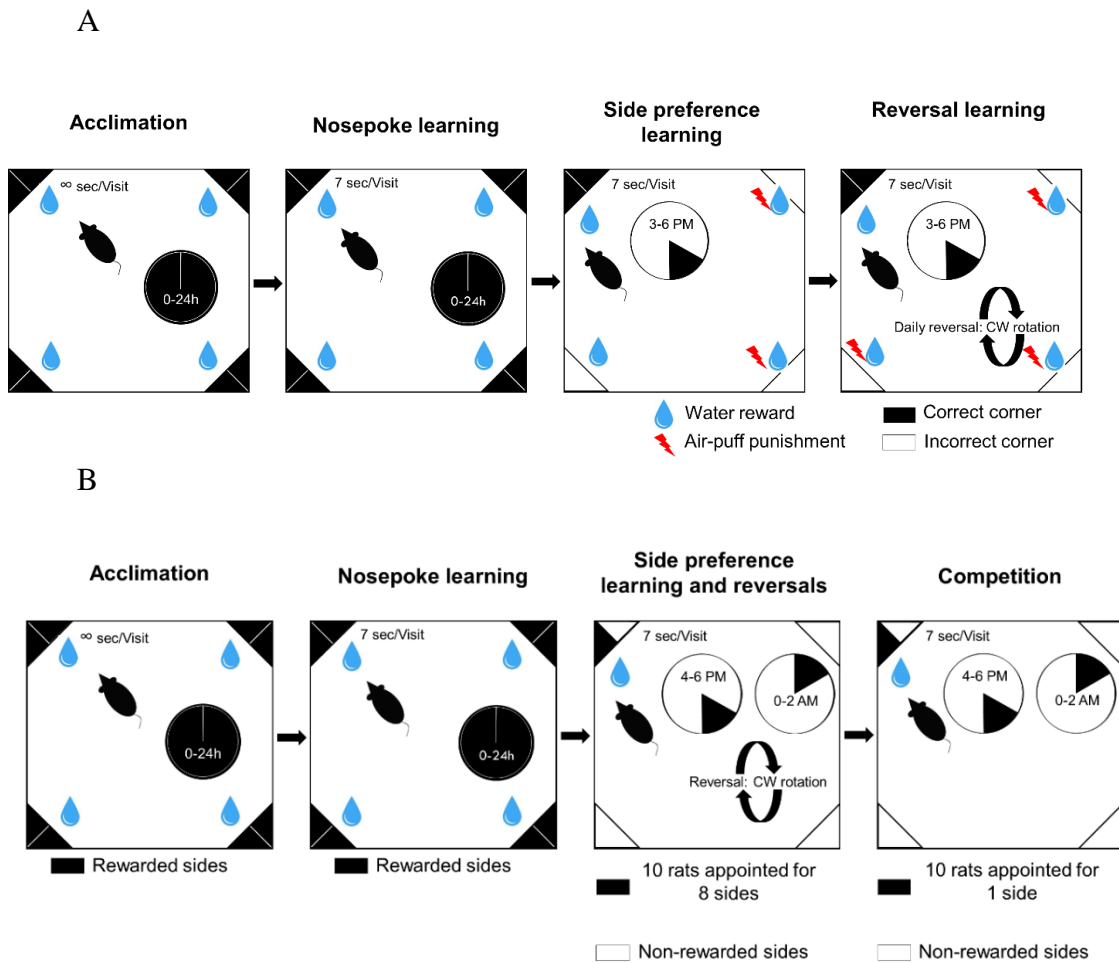 A
Acclimation
Nosepoke learning
Side preference
learning
Reversal learning
∞ sec/Visit
0-24h
7 sec/Visit
0-24h
7 sec/Visit
3-6 PM
7 sec/Visit
3-6 PM
Daily reversal: CW rotation
Water reward
Air-puff punishment
Correct corner
Incorrect corner
B
Acclimation
Nosepoke learning
Side preference
learning and reversals
Competition
∞ sec/Visit
0-24h
Rewarded sides
7 sec/Visit
0-24h
Rewarded sides
7 sec/Visit
4-6 PM
0-2 AM
Reversal: CW rotation
10 rats appointed for
8 sides
Non-rewarded sides
7 sec/Visit
4-6 PM
0-2 AM
10 rats appointed for
1 side
Non-rewarded sides